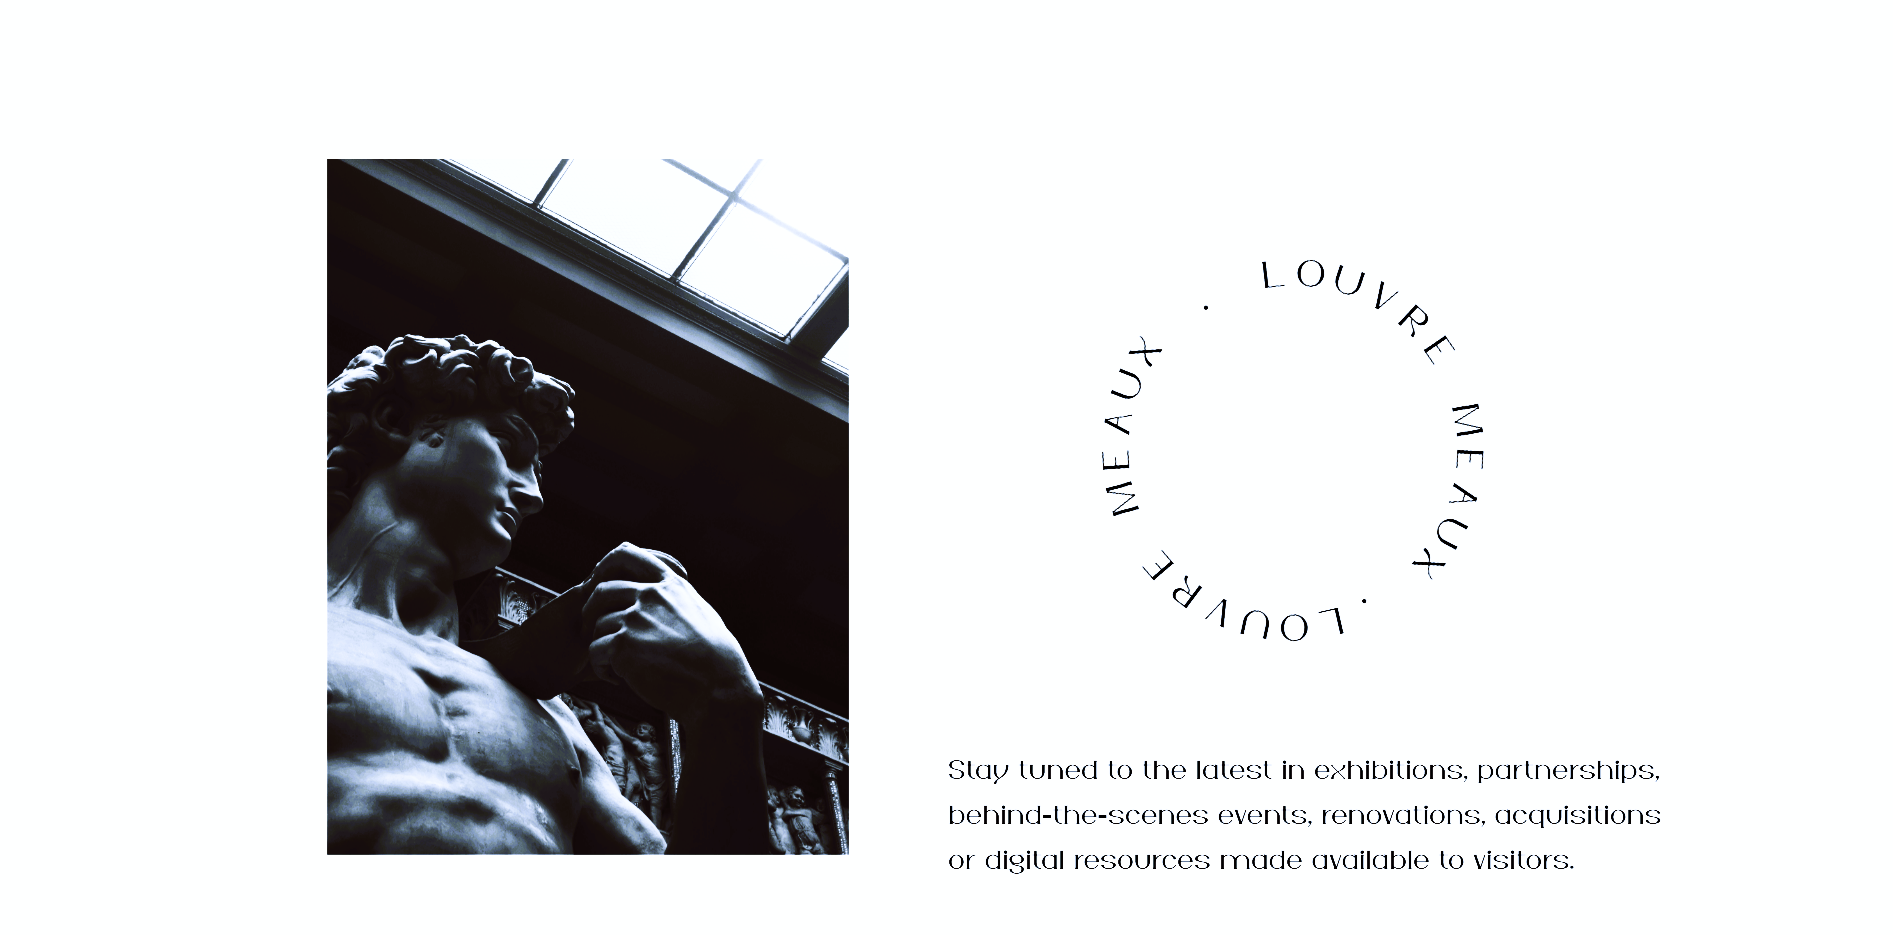 LOUVRE MEAUX · LOUVRE MEAUX ·
Stay tuned to the latest in exhibitions, partnerships,
behind-the-scenes events, renovations, acquisitions
or digital resources made available to visitors.